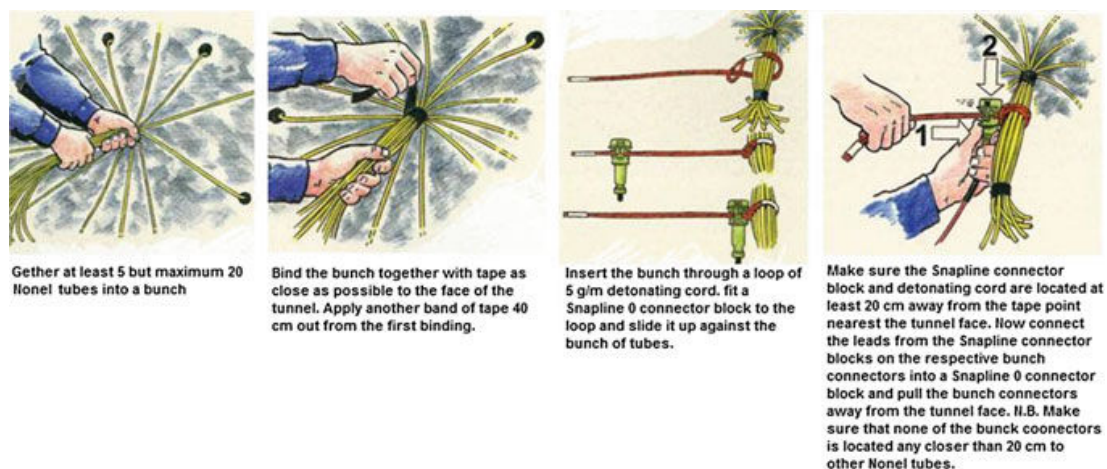 Gether at least 5 but maximum 20
Nonel tubes into a bunch
Bind the bunch together with tape as
close as possible to the face of the
tunnel. Apply another band of tape 40
cm out from the first binding.
Insert the bunch through a loop of
5 g/m detonating cord. fit a
Snapline 0 connector block to the
loop and slide it up against the
bunch of tubes.
2
1
Make sure the Snapline connector
block and detonating cord are located at
least 20 cm away from the tape point
nearest the tunnel face. Now connect
the leads from the Snapline connector
blocks on the respective bunch
connectors into a Snapline 0 connector
block and pull the bunch connectors
away from the tunnel face. N.B. Make
sure that none of the bunck coonectors
is located any closer than 20 cm to
other Nonel tubes.